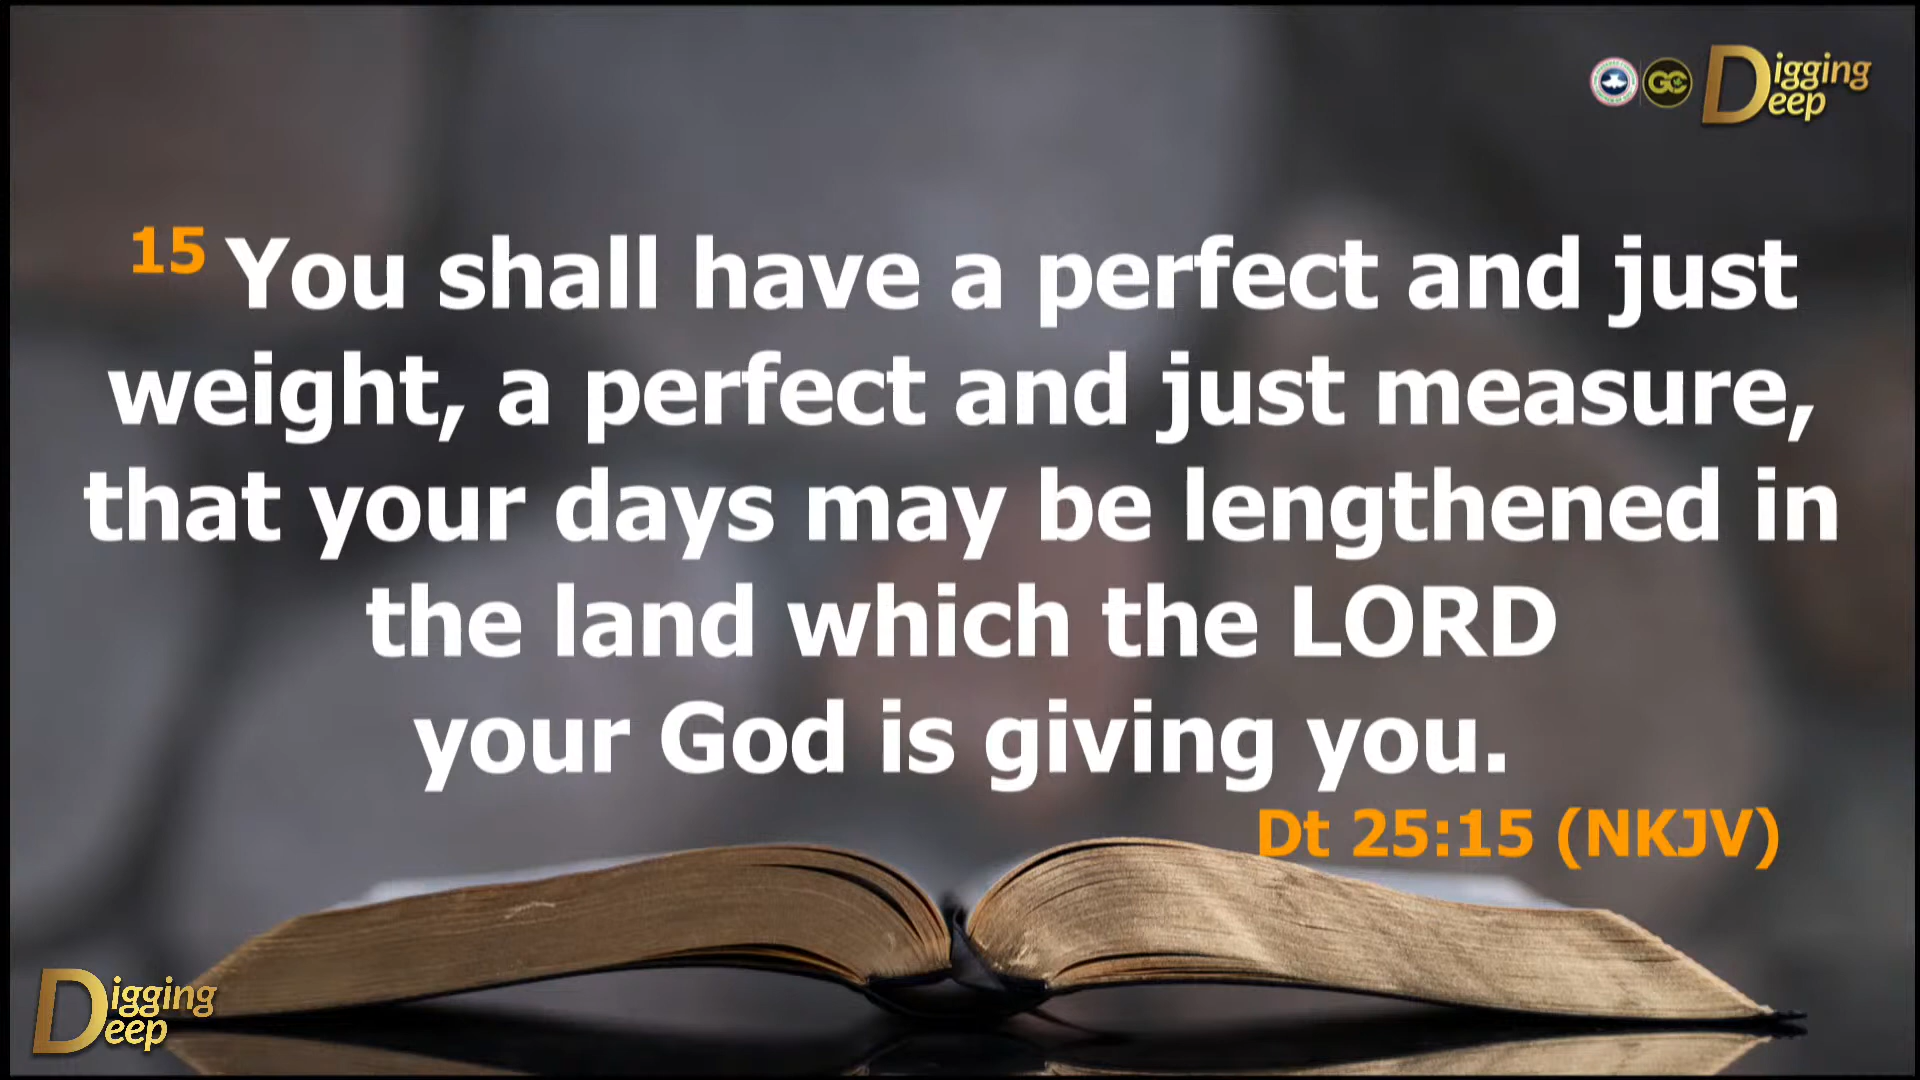 Digging
Deep
15 You shall have a perfect and just
weight, a perfect and just measure,
that your days may be lengthened in
the land which the LORD
your God is giving you.
Dt 25:15 (NKJV)
Digging
Deep